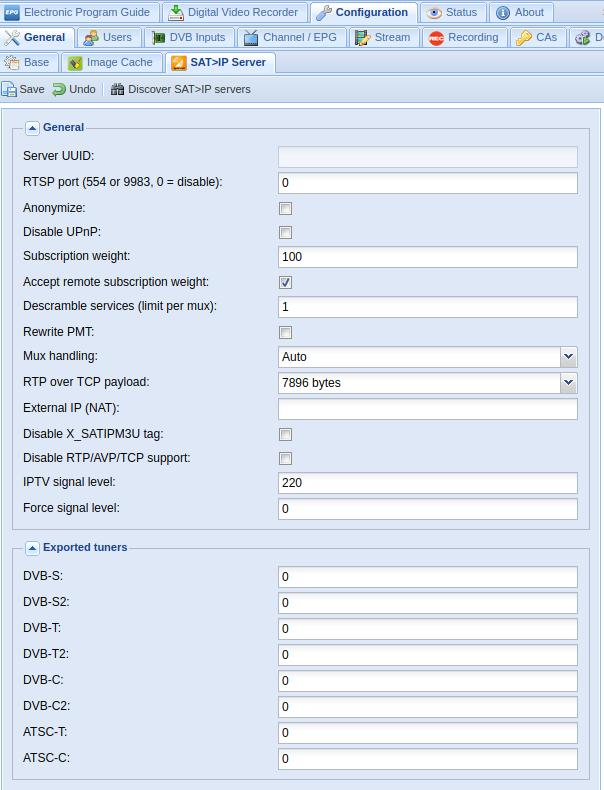 EPG Electronic Program Guide Digital Video Recorder Configuration Status About
General Users DVB Inputs Channel / EPG Stream REC Recording CAs D
Base Image Cache SAT>IP Server
Save Undo Discover SAT>IP servers
General
Server UUID:
RTSP port (554 or 9983, 0 = disable): 0
Anonymize:
Disable UPnP:
Subscription weight: 100
Accept remote subscription weight:
Descramble services (limit per mux): 1
Rewrite PMT:
Mux handling: Auto
RTP over TCP payload: 7896 bytes
External IP (NAT):
Disable X_SATIPM3U tag:
Disable RTP/AVP/TCP support:
IPTV signal level: 220
Force signal level: 0
Exported tuners
DVB-S: 0
DVB-S2: 0
DVB-T: 0
DVB-T2: 0
DVB-C: 0
DVB-C2: 0
ATSC-T: 0
ATSC-C: 0